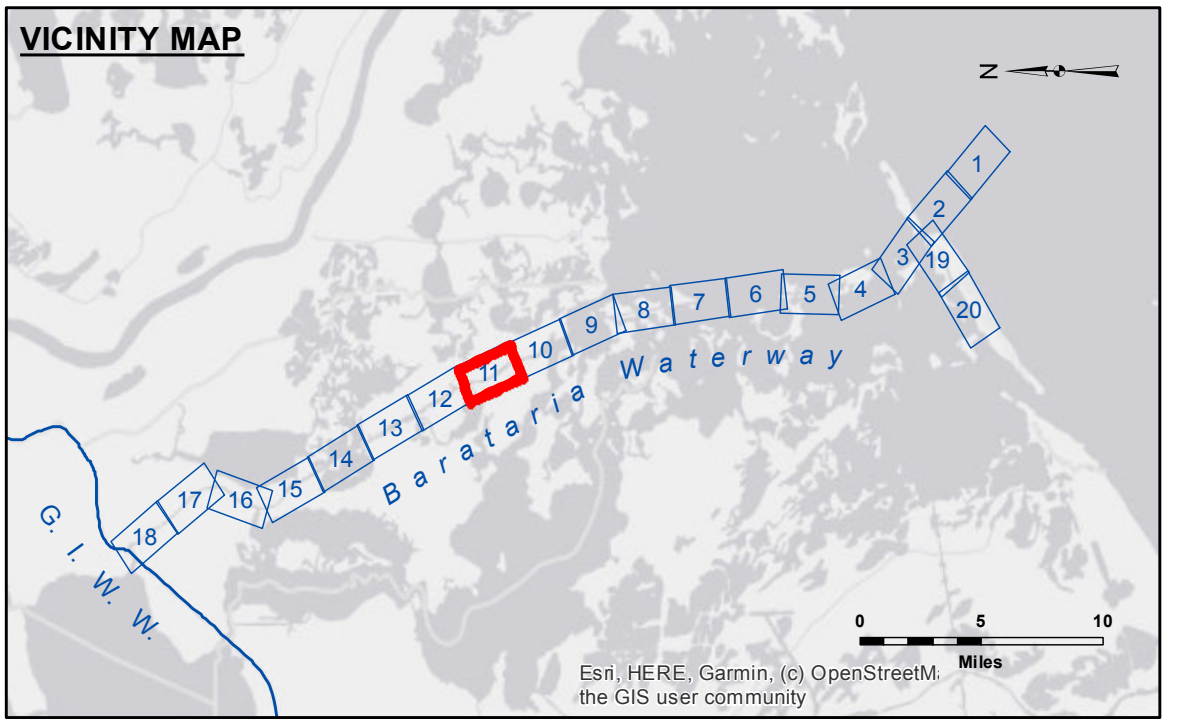 VICINITY MAP
N
1
2
3
19
4
20
5
6
7
8
9
10
11
12
13
14
15
16
17
18
Barataria Waterway
G. I. W. W.
0 5 10
Miles
Esri, HERE, Garmin, (c) OpenStreetM
the GIS user community